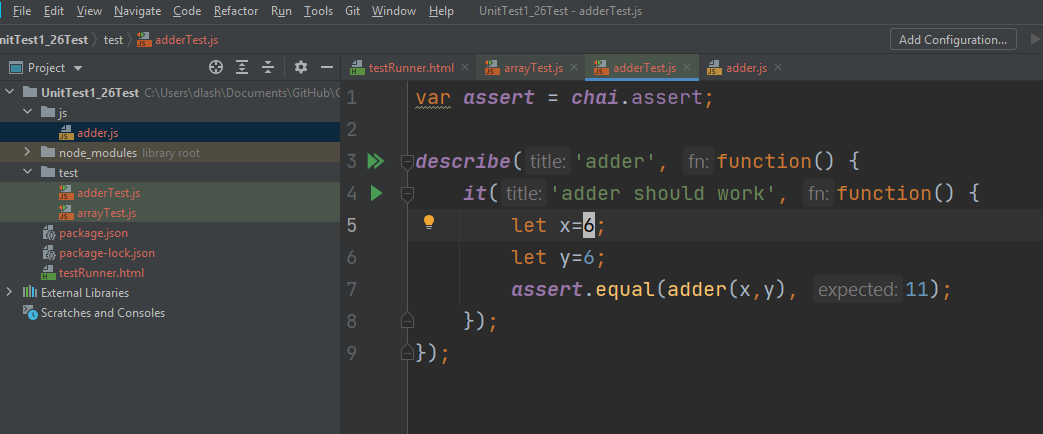 File Edit View Navigate Code Refactor Run Tools Git Window Help UnitTest1_26Test - adderTest.js
nitTest1_26Test test adderTest.js Add Configuration...
Project
testRunner.html arrayTest.js adderTest.js adder.js
UnitTest1_26Test C:\Users\dlash\Documents\GitHub\C
js
adder.js
node_modules library root
test
adderTest.js
arrayTest.js
package.json
package-lock.json
testRunner.html
External Libraries
Scratches and Consoles
1 var assert = chai.assert;
2
3 describe( title: 'adder', fn: function() {
4 it( title: 'adder should work', fn: function() {
5 let x=6;
6 let y=6;
7 assert.equal(adder(x,y), expected: 11);
8 });
9 });